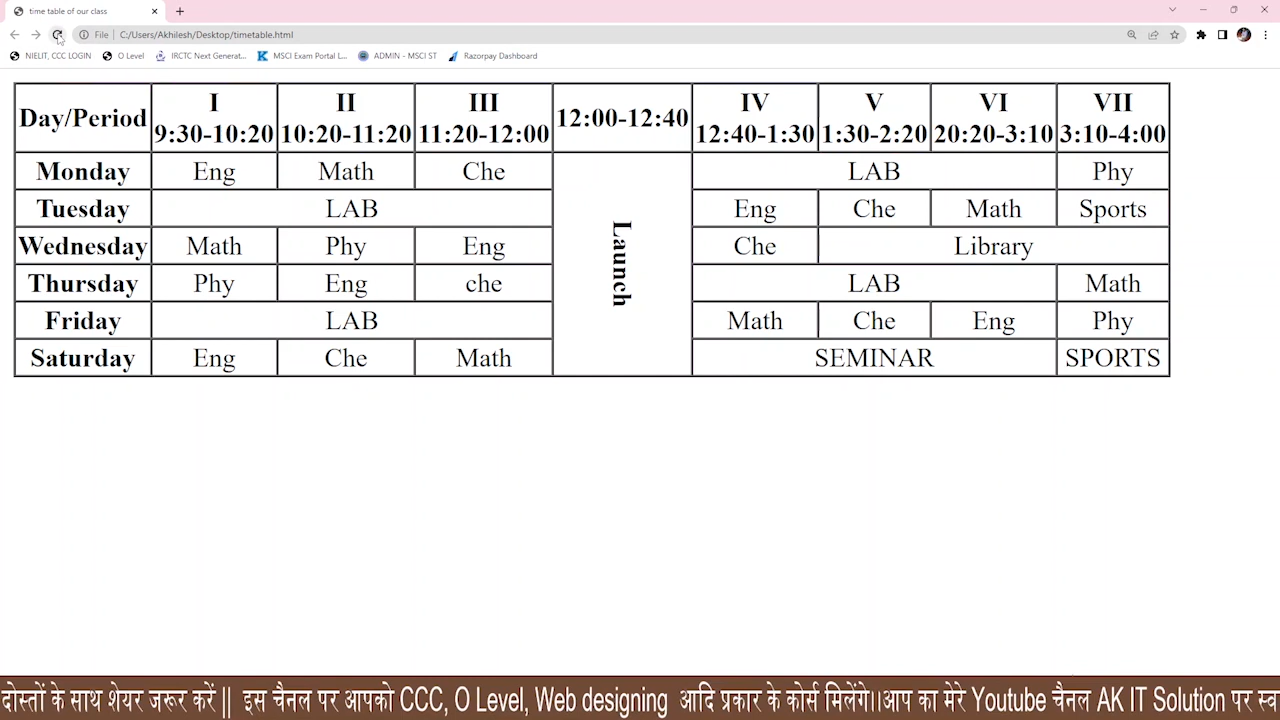 time table of our class
File C:/Users/Akhilesh/Desktop/timetable.html
NIELIT, CCC LOGIN O Level IRCTC Next Generat... MSCI Exam Portal L... ADMIN - MSCI ST Razorpay Dashboard
Day/Period I 9:30-10:20 II 10:20-11:20 III 11:20-12:00 12:00-12:40 IV 12:40-1:30 V 1:30-2:20 VI 20:20-3:10 VII 3:10-4:00
Monday Eng Math Che LAB Phy
Tuesday LAB Eng Che Math Sports
Wednesday Math Phy Eng Che Library
Launch
Thursday Phy Eng che LAB Math
Friday LAB Math Che Eng Phy
Saturday Eng Che Math SEMINAR SPORTS
दोस्तों के साथ शेयर जरूर करें || इस चैनल पर आपको CCC, O Level, Web designing आदि प्रकार के कोर्स मिलेंगे।।आप का मेरे Youtube चैनल AK IT Solution पर स्व